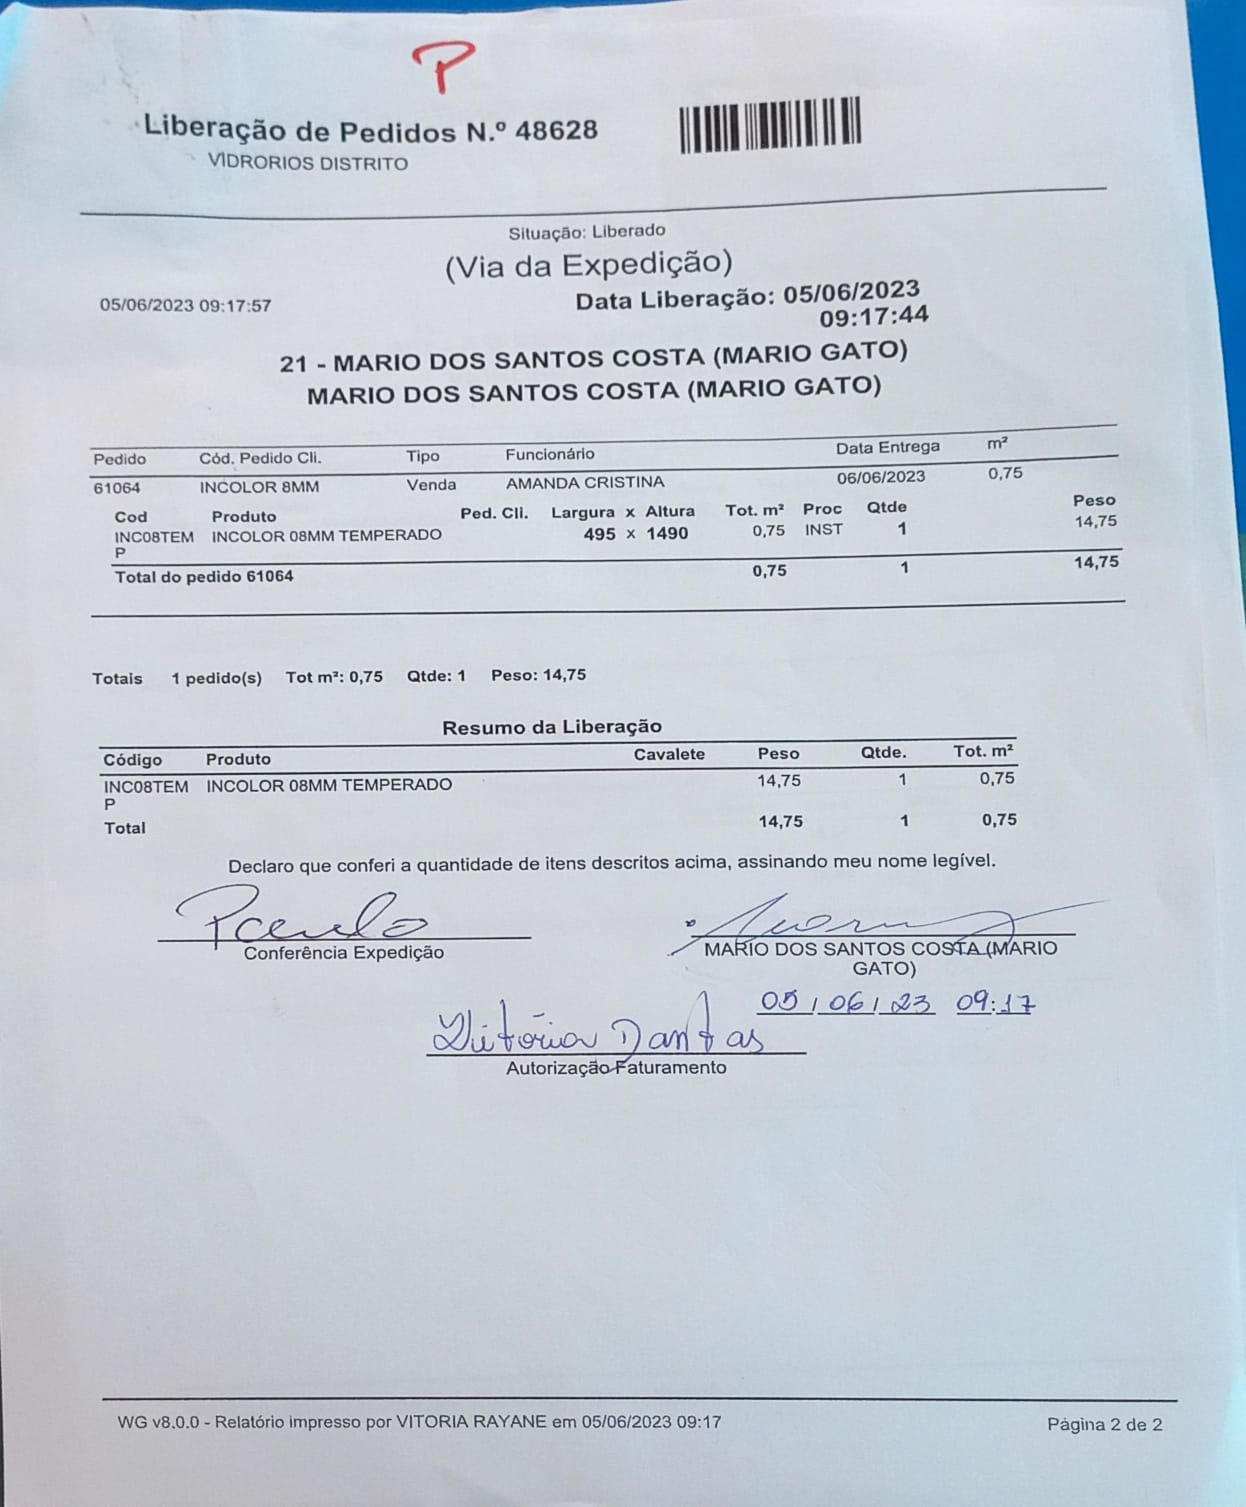 P
Liberação de Pedidos N.º 48628
VIDRORIOS DISTRITO
Situação: Liberado
(Via da Expedição)
05/06/2023 09:17:57
Data Liberação: 05/06/2023
09:17:44
21 - MARIO DOS SANTOS COSTA (MARIO GATO)
MARIO DOS SANTOS COSTA (MARIO GATO)
Pedido Cód. Pedido Cli. Tipo Funcionário Data Entrega m²
61064 INCOLOR 8MM Venda AMANDA CRISTINA 06/06/2023 0,75
Cod Produto Ped. Cli. Largura x Altura Tot. m² Proc Qtde Peso
INC08TEM INCOLOR 08MM TEMPERADO 495 x 1490 0,75 INST 1 14,75
P
Total do pedido 61064 0,75 1 14,75
Totais 1 pedido(s) Tot m²: 0,75 Qtde: 1 Peso: 14,75
Resumo da Liberação
Código Produto Cavalete Peso Qtde. Tot. m²
INC08TEM INCOLOR 08MM TEMPERADO 14,75 1 0,75
P
Total 14,75 1 0,75
Declaro que conferi a quantidade de itens descritos acima, assinando meu nome legível.
Conferência Expedição
MARIO DOS SANTOS COSTA (MARIO
GATO)
05/06/23 09:17
Vitória Dantas
Autorização Faturamento
WG v8.0.0 - Relatório impresso por VITORIA RAYANE em 05/06/2023 09:17
Página 2 de 2